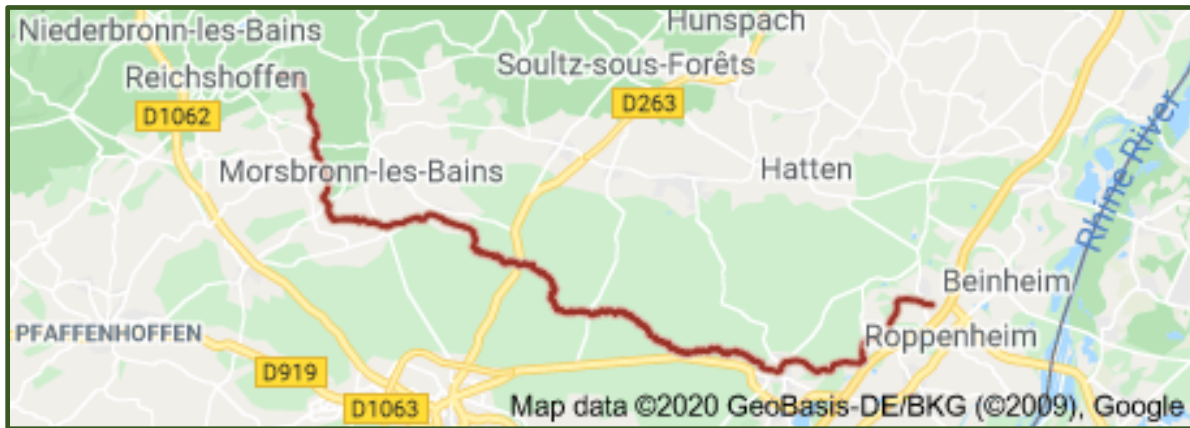 Niederbronn-les-Bains
Hunspach
Reichshoffen
Soultz-sous-Forêts
D1062
D263
Morsbronn-les-Bains
Hatten
Rhine River
Beinheim
PFAFFENHOFFEN
Roppenheim
D919
D1063
Map data ©2020 GeoBasis-DE/BKG (©2009), Google